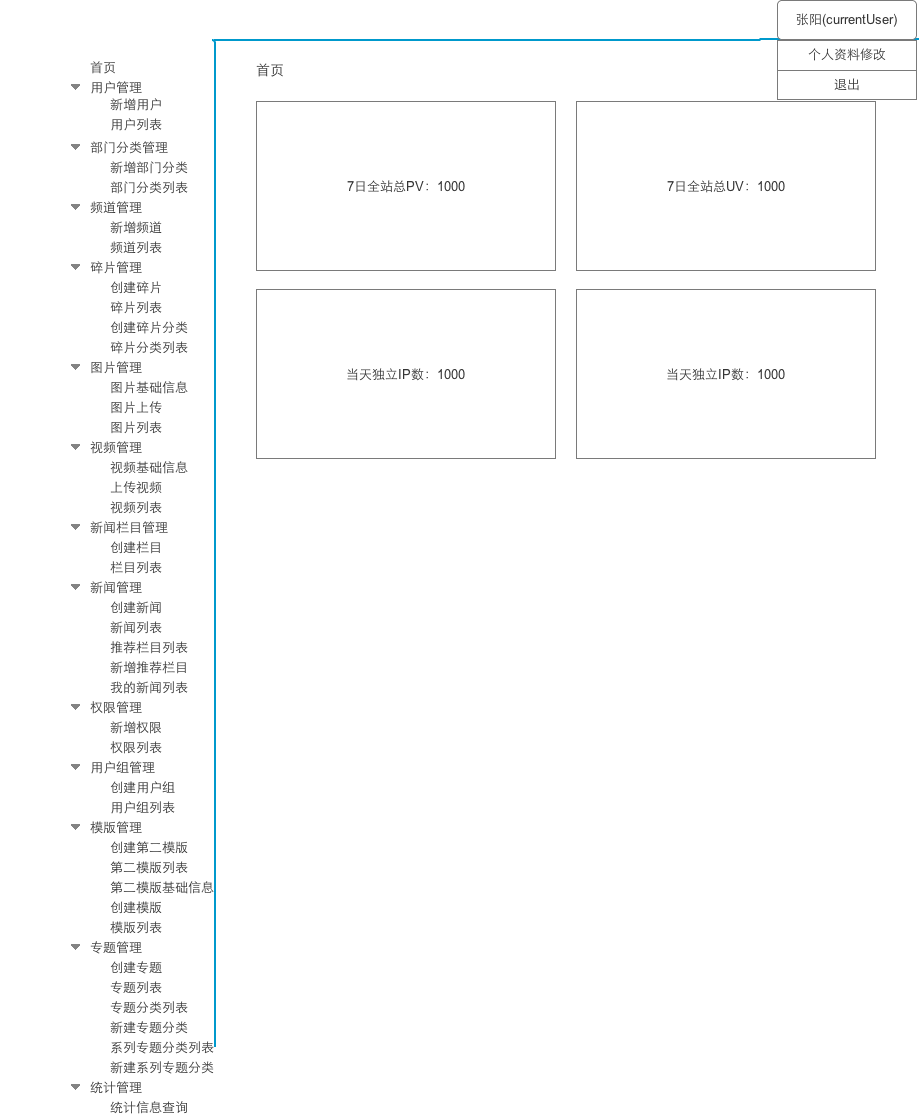 张阳(currentUser)
个人资料修改
退出
首页
用户管理
新增用户
用户列表
部门分类管理
新增部门分类
部门分类列表
频道管理
新增频道
频道列表
碎片管理
创建碎片
碎片列表
创建碎片分类
碎片分类列表
图片管理
图片基础信息
图片上传
图片列表
视频管理
视频基础信息
上传视频
视频列表
新闻栏目管理
创建栏目
栏目列表
新闻管理
创建新闻
新闻列表
推荐栏目列表
新增推荐栏目
我的新闻列表
权限管理
新增权限
权限列表
用户组管理
创建用户组
用户组列表
模版管理
创建第二模版
第二模版列表
第二模版基础信息
创建模版
模版列表
专题管理
创建专题
专题列表
专题分类列表
新建专题分类
系列专题分类列表
新建系列专题分类
统计管理
统计信息查询
首页
7日全站总PV：1000
7日全站总UV：1000
当天独立IP数：1000
当天独立IP数：1000